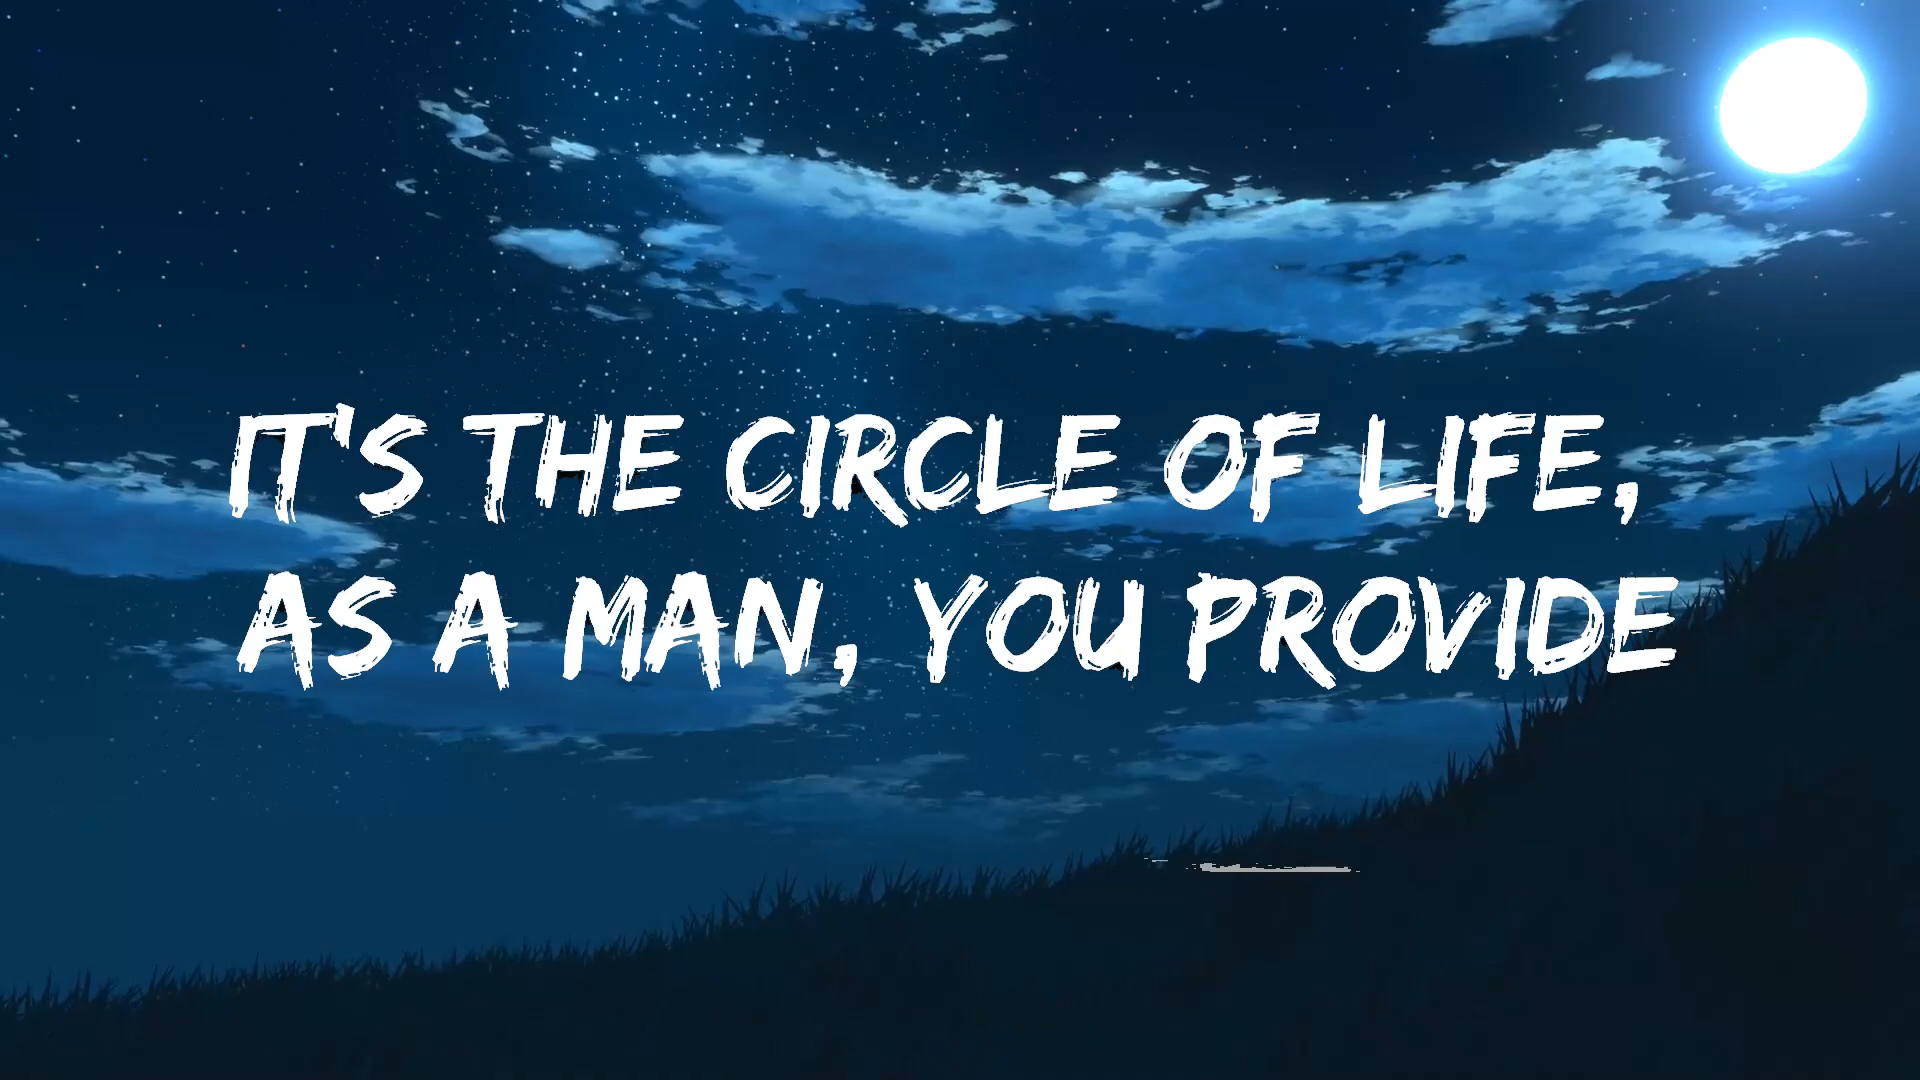 IT'S THE CIRCLE OF LIFE,
AS A MAN, YOU PROVIDE